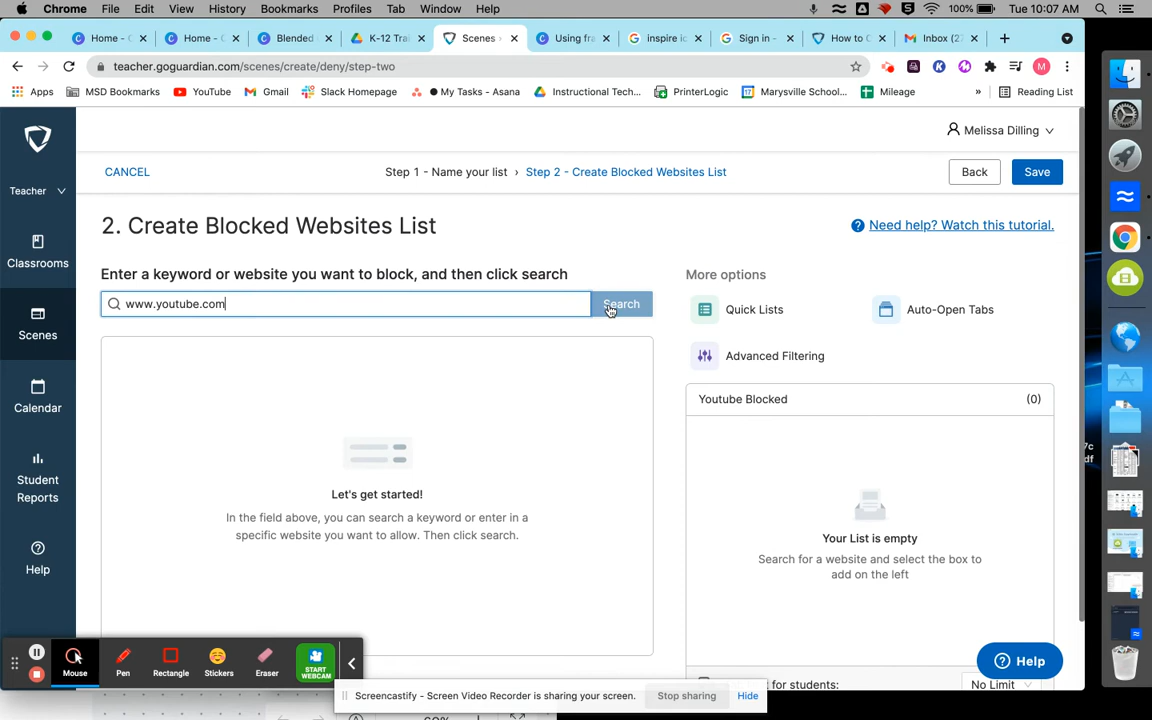 Chrome File Edit View History Bookmarks Profiles Tab Window Help 100% Tue 10:07 AM
Home - C Home - C Blended K-12 Trai Scenes Using fra inspire ic Sign in - How to C Inbox (2
teacher.goguardian.com/scenes/create/deny/step-two
Apps MSD Bookmarks YouTube Gmail Slack Homepage My Tasks - Asana Instructional Tech... PrinterLogic Marysville School... Mileage » Reading List
Melissa Dilling
CANCEL Step 1 - Name your list › Step 2 - Create Blocked Websites List Back Save
Teacher
2. Create Blocked Websites List
Need help? Watch this tutorial.
Classrooms
Enter a keyword or website you want to block, and then click search
More options
www.youtube.com Search
Quick Lists Auto-Open Tabs
Scenes
Advanced Filtering
Calendar
Youtube Blocked (0)
Student
Reports
Let's get started!
In the field above, you can search a keyword or enter in a
specific website you want to allow. Then click search.
Your List is empty
Search for a website and select the box to
add on the left
Help
Mouse Pen Rectangle Stickers Eraser START
WEBCAM
Help
for students: No Limit
Screencastify - Screen Video Recorder is sharing your screen. Stop sharing Hide
60%